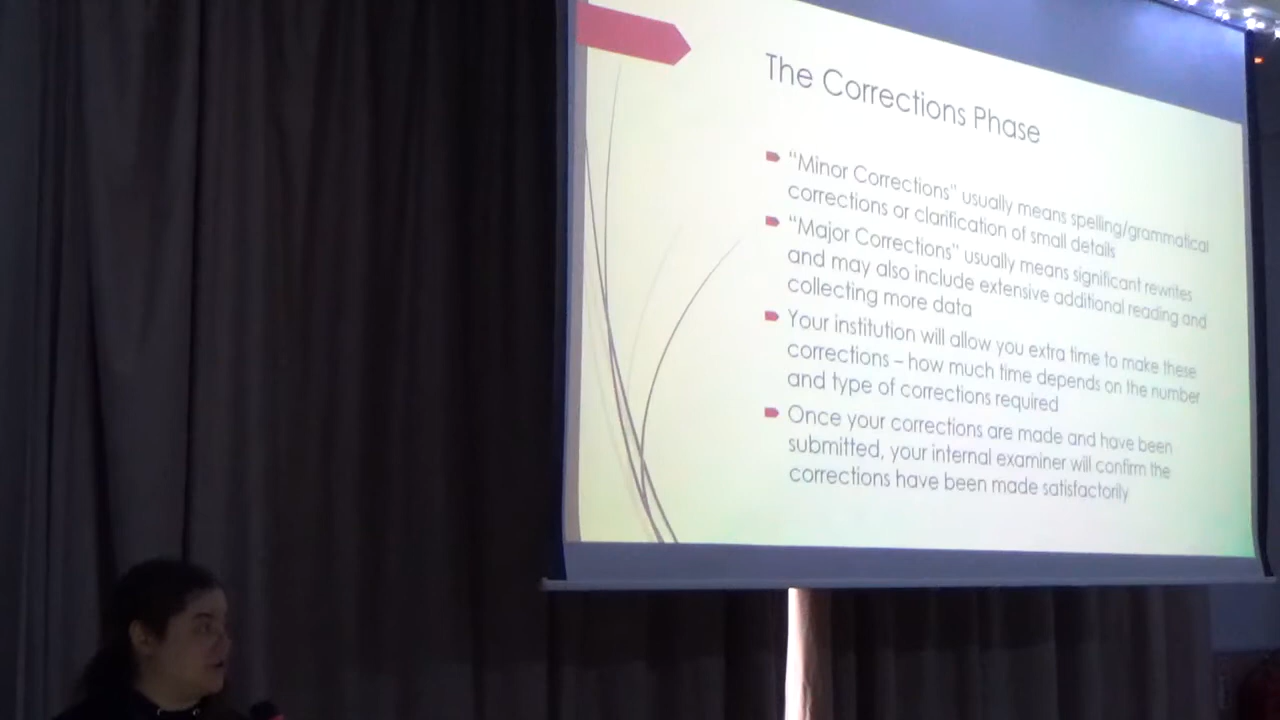 The Corrections Phase
“Minor Corrections” usually means spelling/grammatical
corrections or clarification of small details
“Major Corrections” usually means significant rewrites
and may also include extensive additional reading and
collecting more data
Your institution will allow you extra time to make these
corrections – how much time depends on the number
and type of corrections required
Once your corrections are made and have been
submitted, your internal examiner will confirm the
corrections have been made satisfactorily